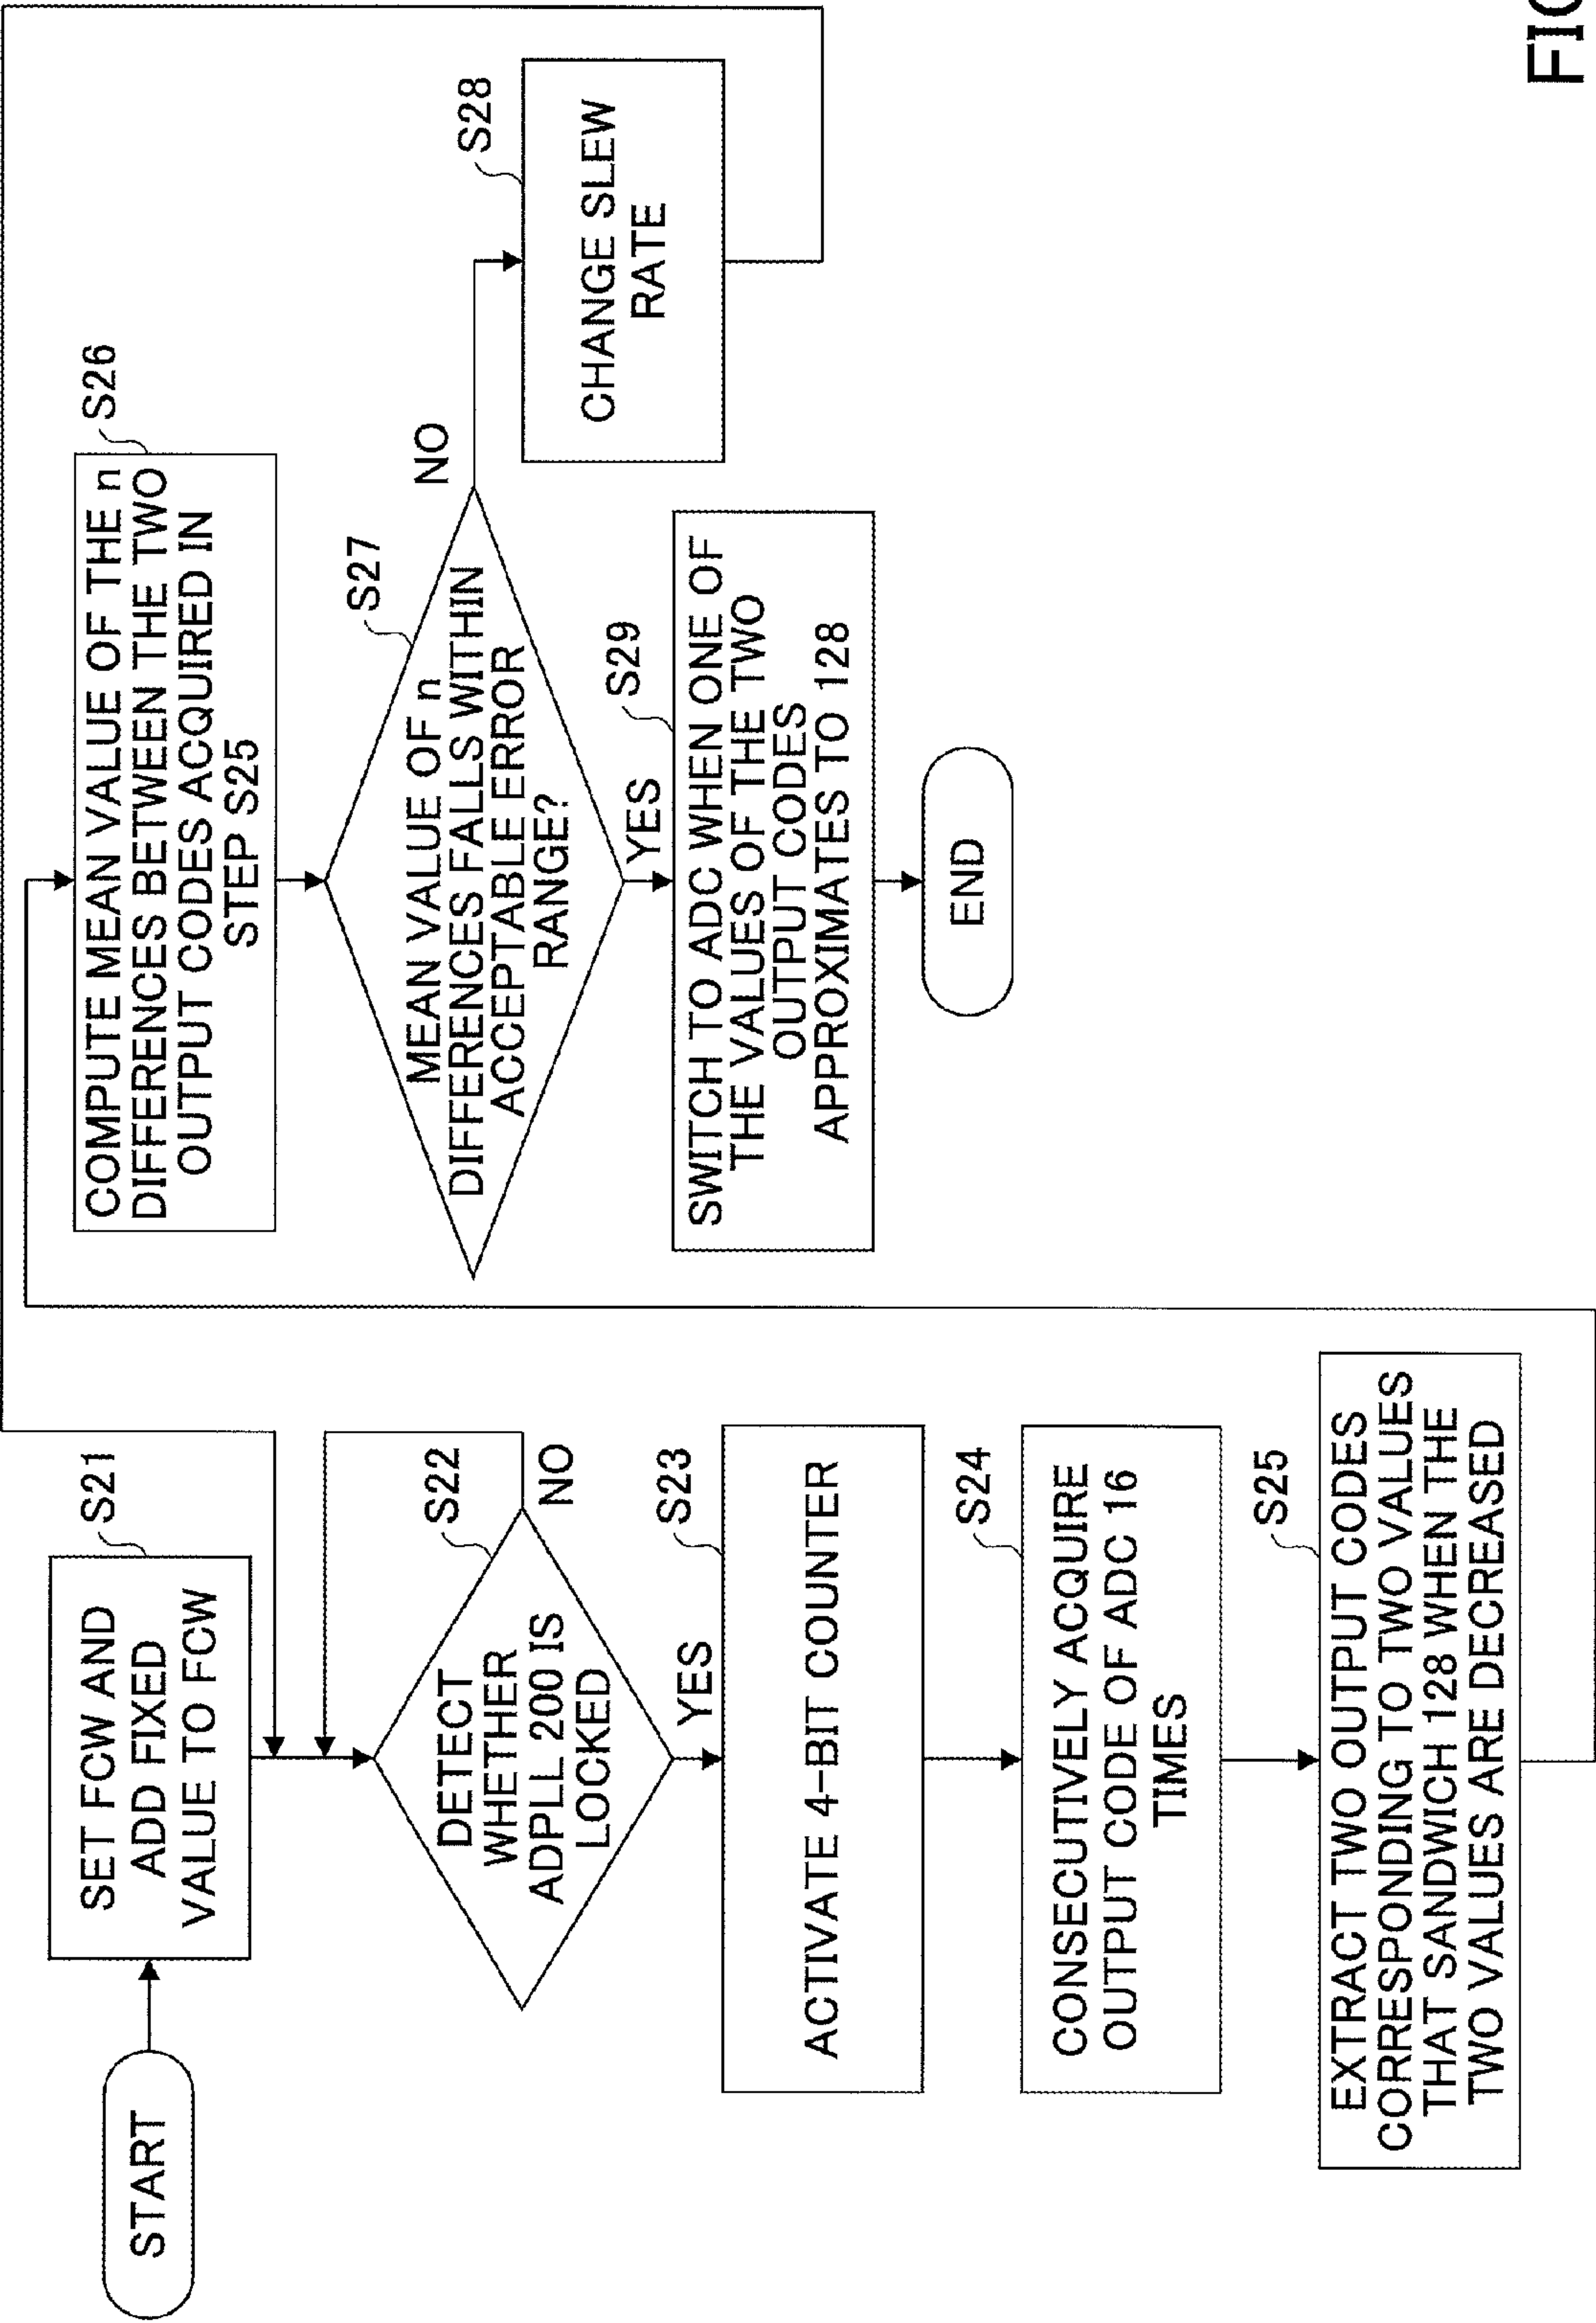 START
S21
SET FCW AND
ADD FIXED
VALUE TO FCW
S22
DETECT
WHETHER
ADPLL 200 IS
LOCKED
NO
YES
S23
ACTIVATE 4-BIT COUNTER
S24
CONSECUTIVELY ACQUIRE
OUTPUT CODE OF ADC 16
TIMES
S25
EXTRACT TWO OUTPUT CODES
CORRESPONDING TO TWO VALUES
THAT SANDWICH 128 WHEN THE
TWO VALUES ARE DECREASED
S26
COMPUTE MEAN VALUE OF THE n
DIFFERENCES BETWEEN THE TWO
OUTPUT CODES ACQUIRED IN
STEP S25
S27
MEAN VALUE OF n
DIFFERENCES FALLS WITHIN
ACCEPTABLE ERROR
RANGE?
NO
S28
CHANGE SLEW
RATE
YES
S29
SWITCH TO ADC WHEN ONE OF
THE VALUES OF THE TWO
OUTPUT CODES
APPROXIMATES TO 128
END